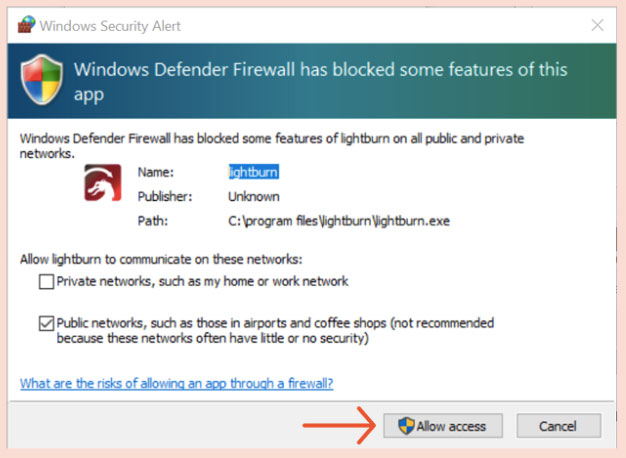 Windows Security Alert
Windows Defender Firewall has blocked some features of this
app
Windows Defender Firewall has blocked some features of lightburn on all public and private
networks.
Name: lightburn
Publisher: Unknown
Path: C:\program files\lightburn\lightburn.exe
Allow lightburn to communicate on these networks:
Private networks, such as my home or work network
Public networks, such as those in airports and coffee shops (not recommended
because these networks often have little or no security)
What are the risks of allowing an app through a firewall?
Allow access Cancel